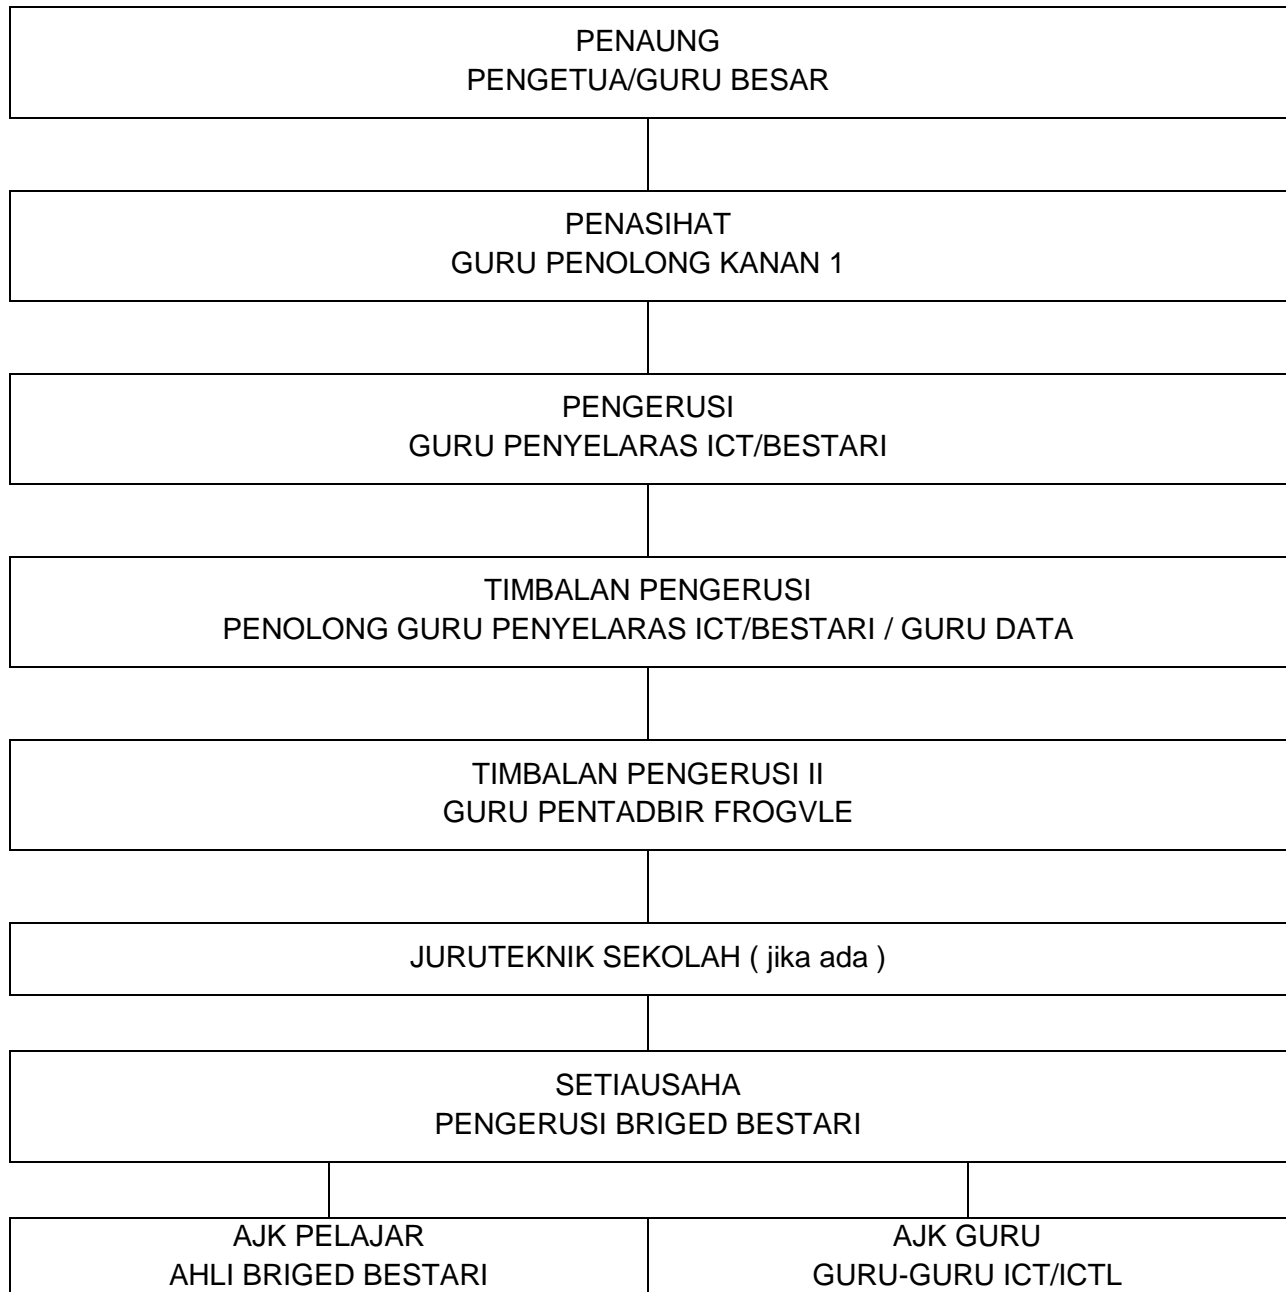 PENAUNG
PENGETUA/GURU BESAR
PENASIHAT
GURU PENOLONG KANAN 1
PENGERUSI
GURU PENYELARAS ICT/BESTARI
TIMBALAN PENGERUSI
PENOLONG GURU PENYELARAS ICT/BESTARI / GURU DATA
TIMBALAN PENGERUSI II
GURU PENTADBIR FROGVLE
JURUTEKNIK SEKOLAH ( jika ada )
SETIAUSAHA
PENGERUSI BRIGED BESTARI
AJK PELAJAR
AHLI BRIGED BESTARI
AJK GURU
GURU-GURU ICT/ICTL